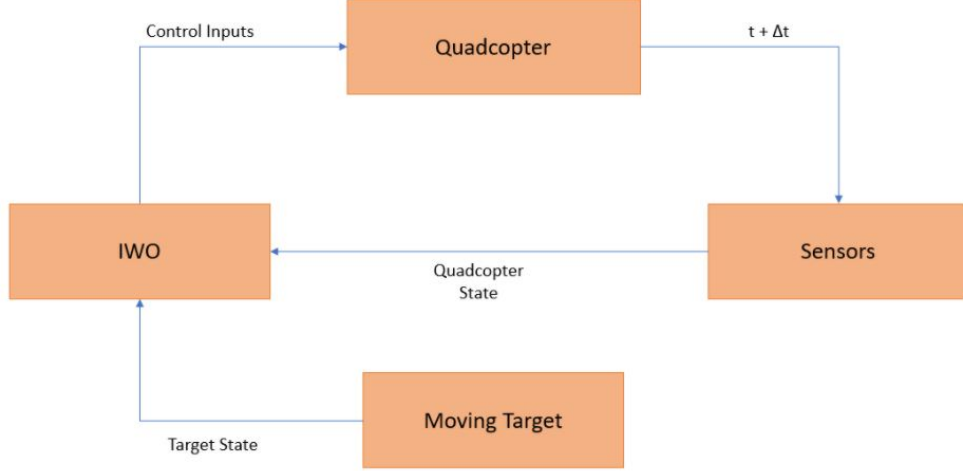 Control Inputs
Quadcopter
t + Δt
IWO
Sensors
Quadcopter
State
Moving Target
Target State